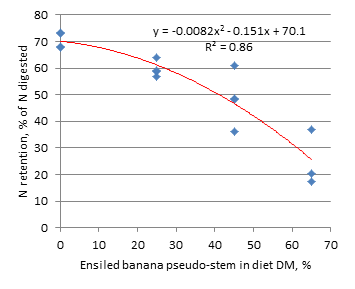 y = -0.0082x² - 0.151x + 70.1
R² = 0.86
N retention, % of N digested
80
70
60
50
40
30
20
10
0
0 10 20 30 40 50 60 70
Ensiled banana pseudo-stem in diet DM, %